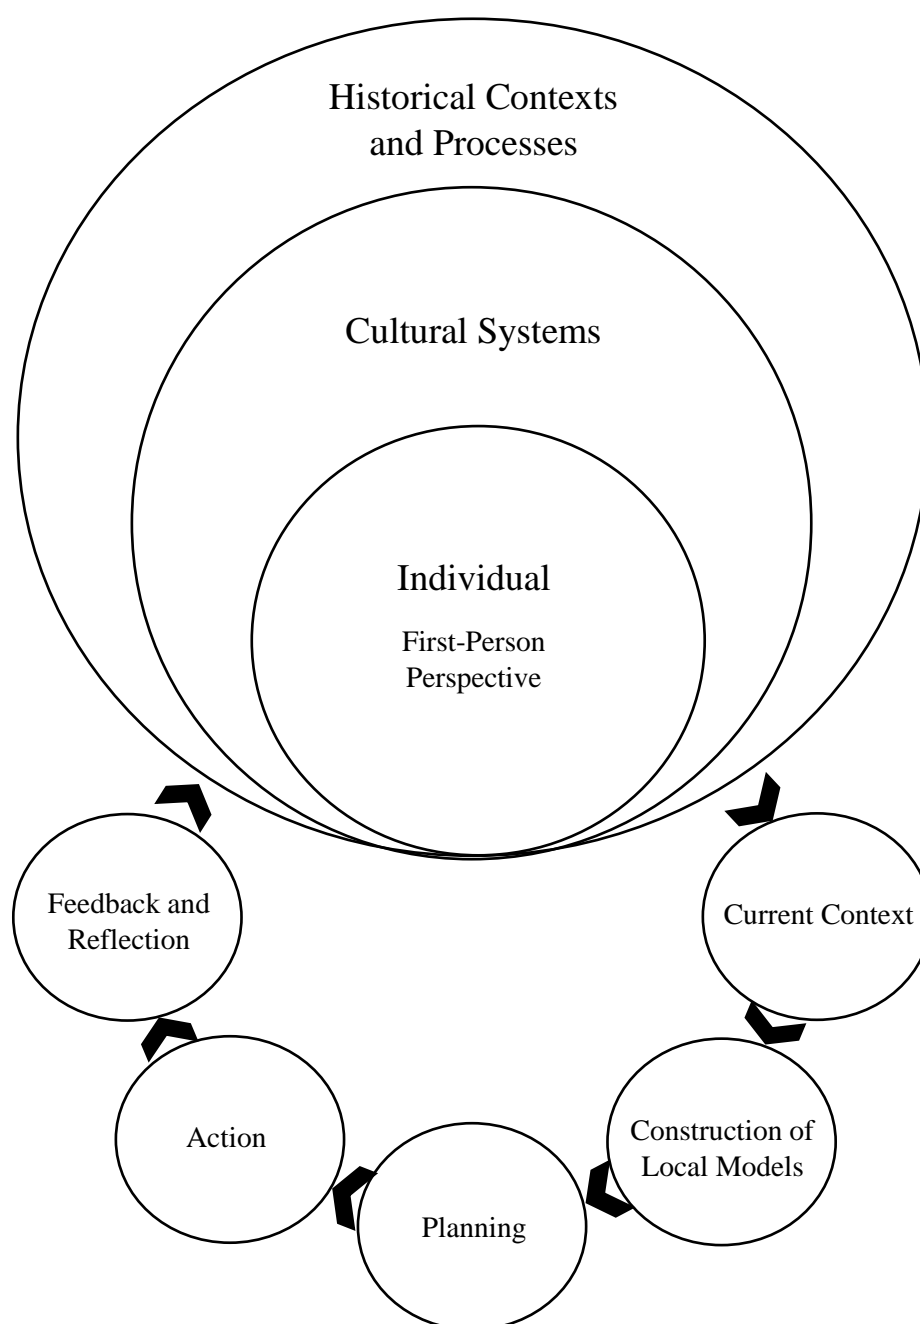 Historical Contexts
and Processes
Cultural Systems
Individual
First-Person
Perspective
Feedback and
Reflection
Current Context
Action
Construction of
Local Models
Planning